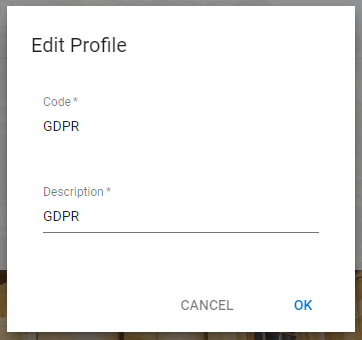 Edit Profile
Code *
GDPR
Description *
GDPR
CANCEL OK